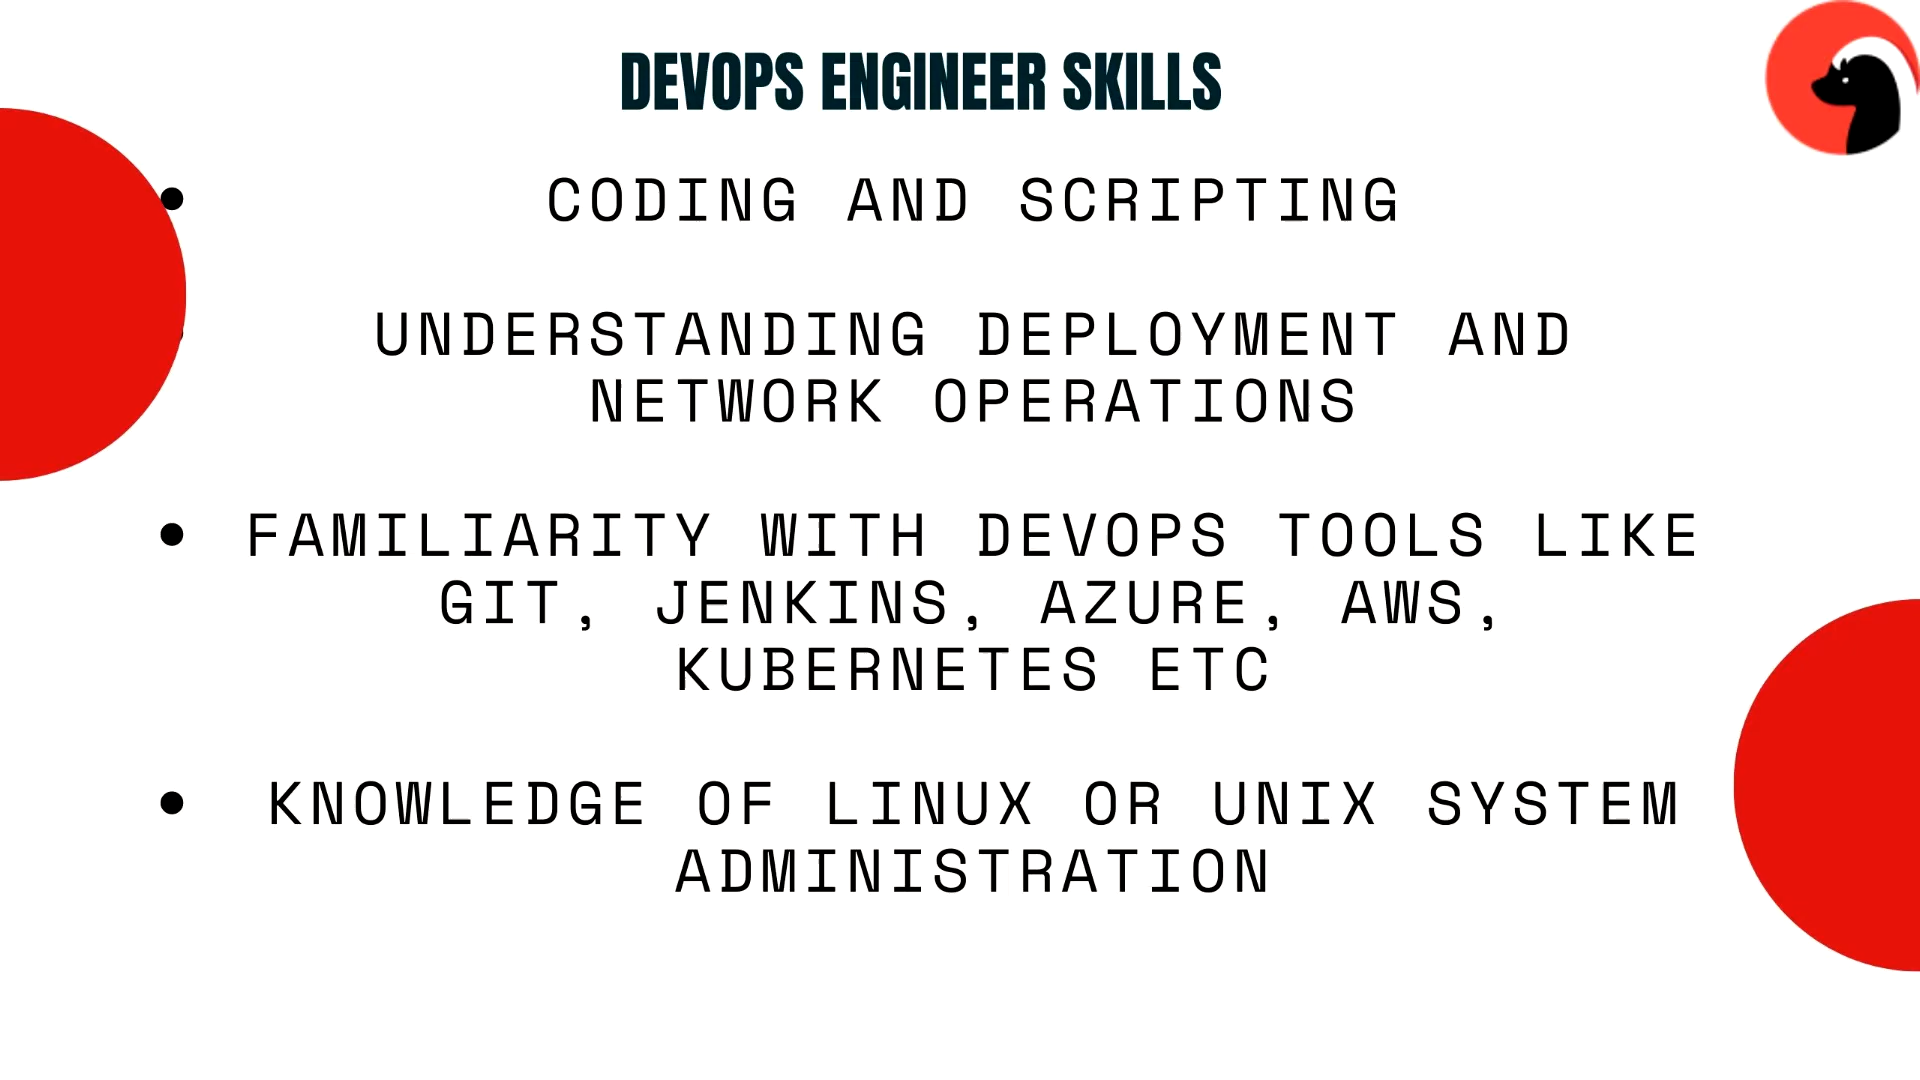 DEVOPS ENGINEER SKILLS
• CODING AND SCRIPTING
• UNDERSTANDING DEPLOYMENT AND
NETWORK OPERATIONS
• FAMILIARITY WITH DEVOPS TOOLS LIKE
GIT, JENKINS, AZURE, AWS,
KUBERNETES ETC
• KNOWLEDGE OF LINUX OR UNIX SYSTEM
ADMINISTRATION